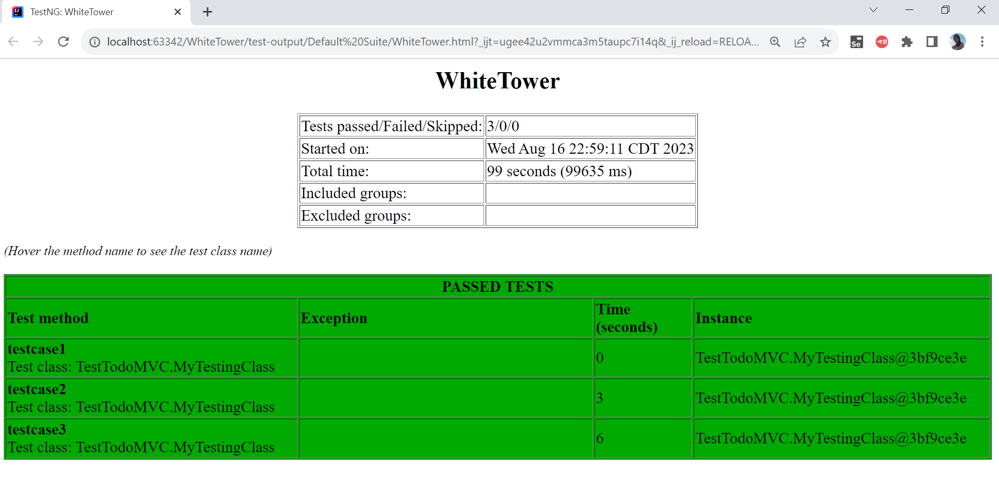 TestNG: WhiteTower
localhost:63342/WhiteTower/test-output/Default%20Suite/WhiteTower.html?_ijt=ugee42u2vmmca3m5taupc7i14q&_ij_reload=RELOA...
Se
B
WhiteTower
Tests passed/Failed/Skipped: 3/0/0
Started on: Wed Aug 16 22:59:11 CDT 2023
Total time: 99 seconds (99635 ms)
Included groups:
Excluded groups:
(Hover the method name to see the test class name)
PASSED TESTS
Test method Exception Time (seconds) Instance
testcase1
Test class: TestTodoMVC.MyTestingClass 0 TestTodoMVC.MyTestingClass@3bf9ce3e
testcase2
Test class: TestTodoMVC.MyTestingClass 3 TestTodoMVC.MyTestingClass@3bf9ce3e
testcase3
Test class: TestTodoMVC.MyTestingClass 6 TestTodoMVC.MyTestingClass@3bf9ce3e